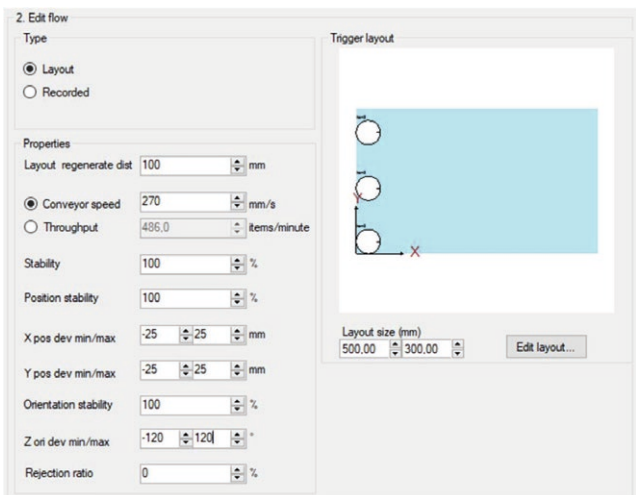 2. Edit flow
Type
Layout
Recorded
Properties
Layout regenerate dist 100 mm
Conveyor speed 270 mm/s
Throughput 486,0 items/minute
Stability 100 %
Position stability 100 %
X pos dev min/max -25 25 mm
Y pos dev min/max -25 25 mm
Orientation stability 100 %
Z ori dev min/max -120 120 °
Rejection ratio 0 %
Trigger layout
Y
X
Layout size (mm)
500,00 300,00
Edit layout...